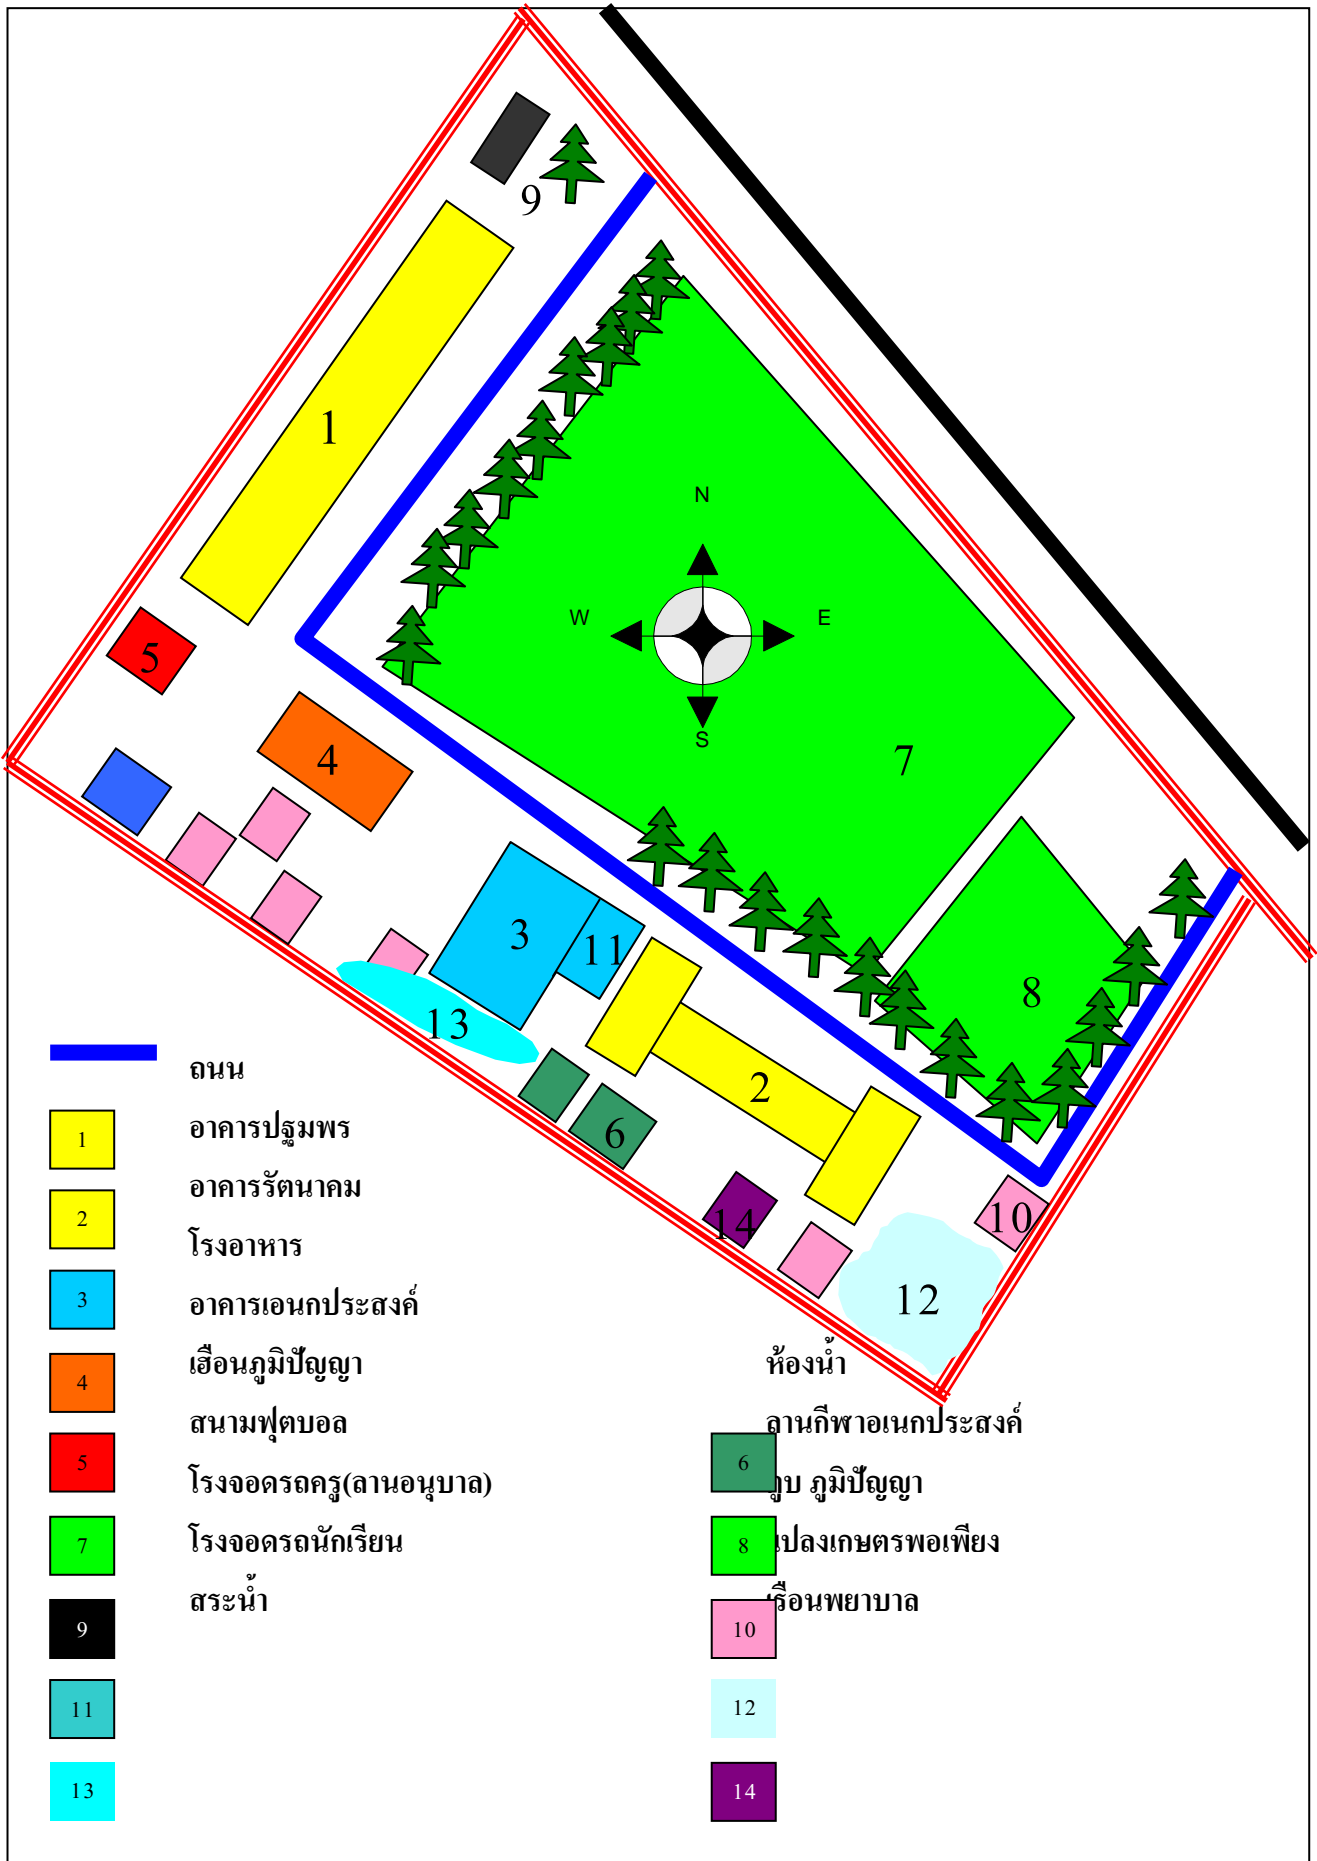 9
1
N
W E
S
5
7
4
3
11
8
13
2
6
14
10
12
ถนน
1 อาคารปฐมพร
2 อาคารรัตนาคม
โรงอาหาร
3 อาคารเอนกประสงค์
4 เฮือนภูมิปัญญา
สนามฟุตบอล
5 โรงจอดรถครู(ลานอนุบาล)
7 โรงจอดรถนักเรียน
9 สระน้ำ
11
13
ห้องน้ำ
ลานกีฬาอเนกประสงค์
6 ภูมิปัญญา
8 แปลงเกษตรพอเพียง
10 เรือนพยาบาล
12
14